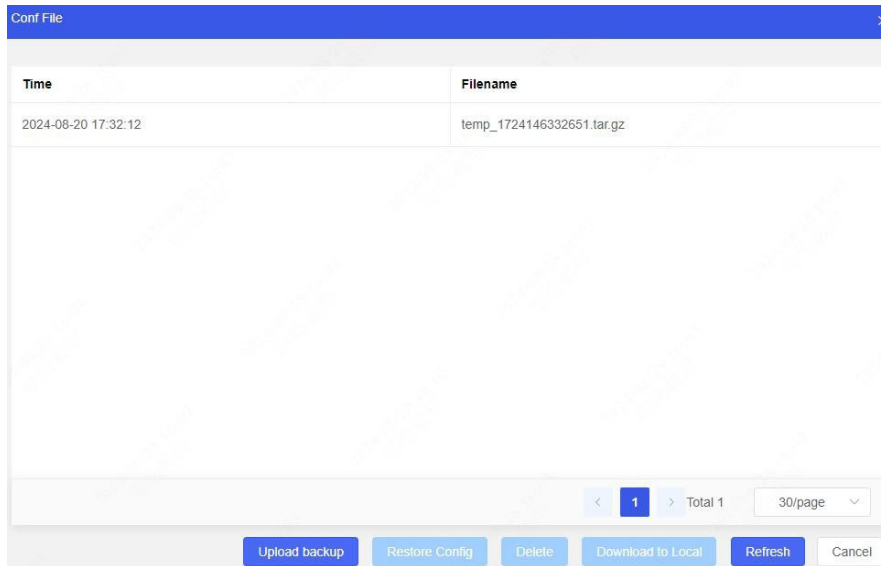 Conf File
Time Filename
2024-08-20 17:32:12 temp_1724146332651.tar.gz
1 Total 1 30/page
Upload backup Restore Config Delete Download to Local Refresh Cancel